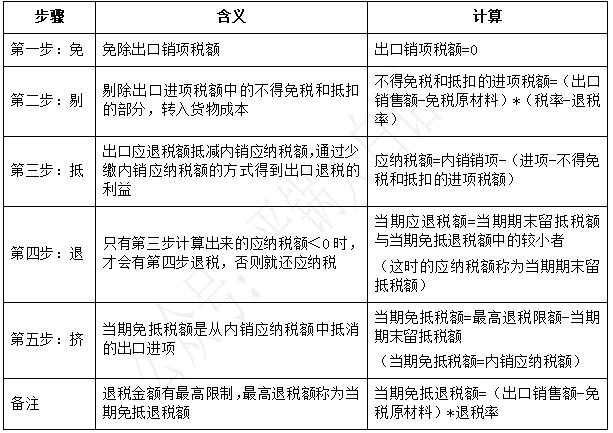 步骤 含义 计算
第一步：免 免除出口销项税额 出口销项税额=0
第二步：剔
剔除出口进项税额中的不得免税和抵扣
的部分，转入货物成本
不得免税和抵扣的进项税额=（出
口销售额-免税原材料）*（税率-退税
率）
第三步：抵
出口应退税额抵减内销应纳税额，通过少
缴内销应纳税额的方式得到出口退税的
利益
应纳税额=内销销项-（进项-不得免
税和抵扣的进项税额）
第四步：退
只有第三步计算出来的应纳税额＜0时，
才会有第四步退税，否则就还应纳税
当期应退税额=当期期末留抵税额
与当期免抵退税额中的较小者
（这时的应纳税额称为当期期末留
抵税额）
第五步：挤
当期免抵税额是从内销应纳税额中抵消
的出口进项
当期免抵税额=最高退税限额-当期
期末留抵税额
（当期免抵税额=内销应纳税额）
备注
退税金额有最高限制，最高退税额称为当
期免抵退税额
当期免抵退税额=（出口销售额-免
税原材料）*退税率